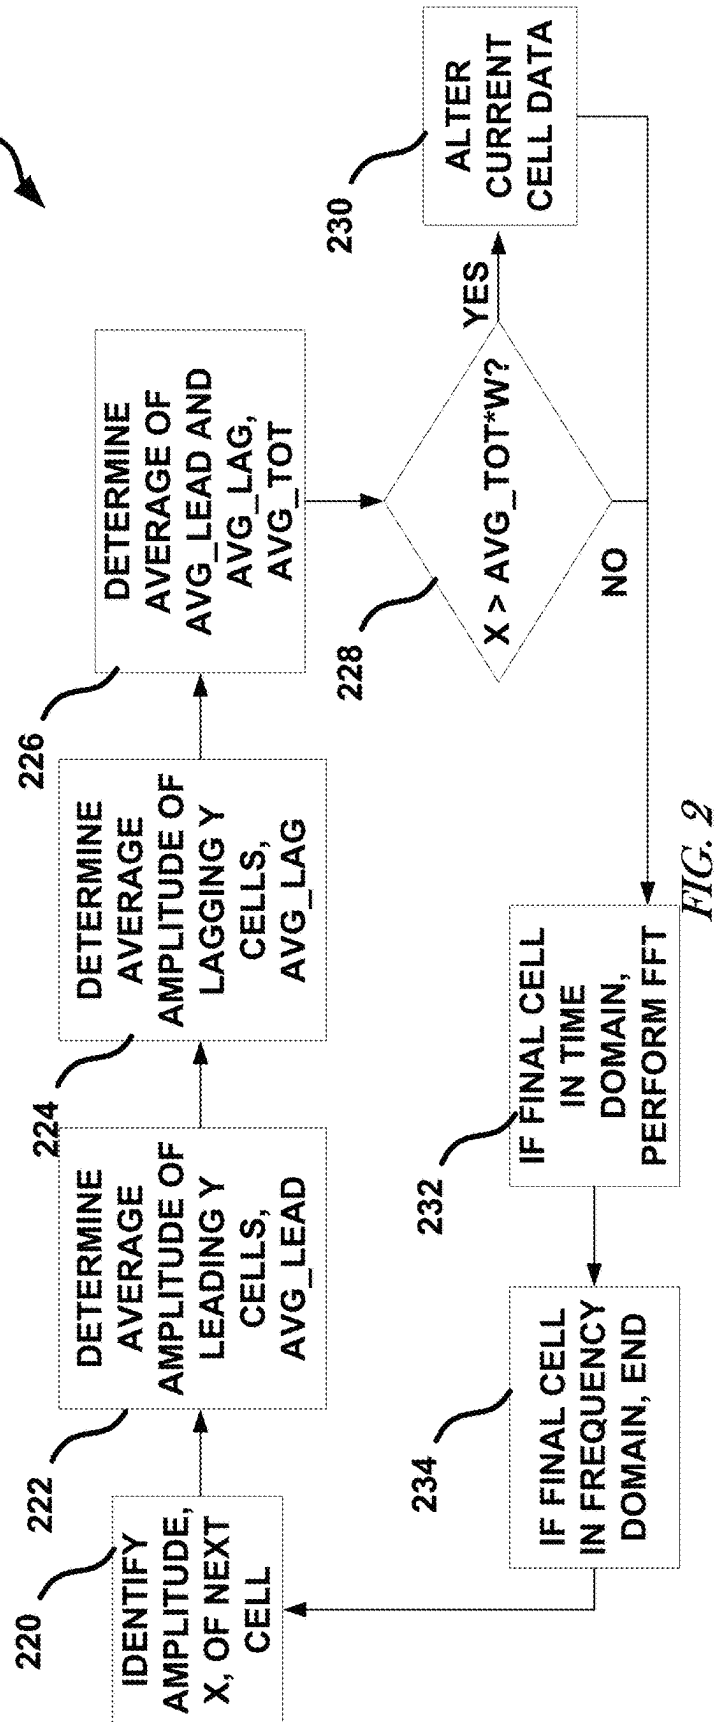 220
IDENTIFY
AMPLITUDE,
X, OF NEXT
CELL
222
DETERMINE
AVERAGE
AMPLITUDE OF
LEADING Y
CELLS,
AVG_LEAD
224
DETERMINE
AVERAGE
AMPLITUDE OF
LAGGING Y
CELLS,
AVG_LAG
226
DETERMINE
AVERAGE OF
AVG_LEAD AND
AVG_LAG,
AVG_TOT
228
X > AVG_TOT*W?
YES
NO
230
ALTER
CURRENT
CELL DATA
232
IF FINAL CELL
IN TIME
DOMAIN,
PERFORM FFT
234
IF FINAL CELL
IN FREQUENCY
DOMAIN, END
FIG. 2